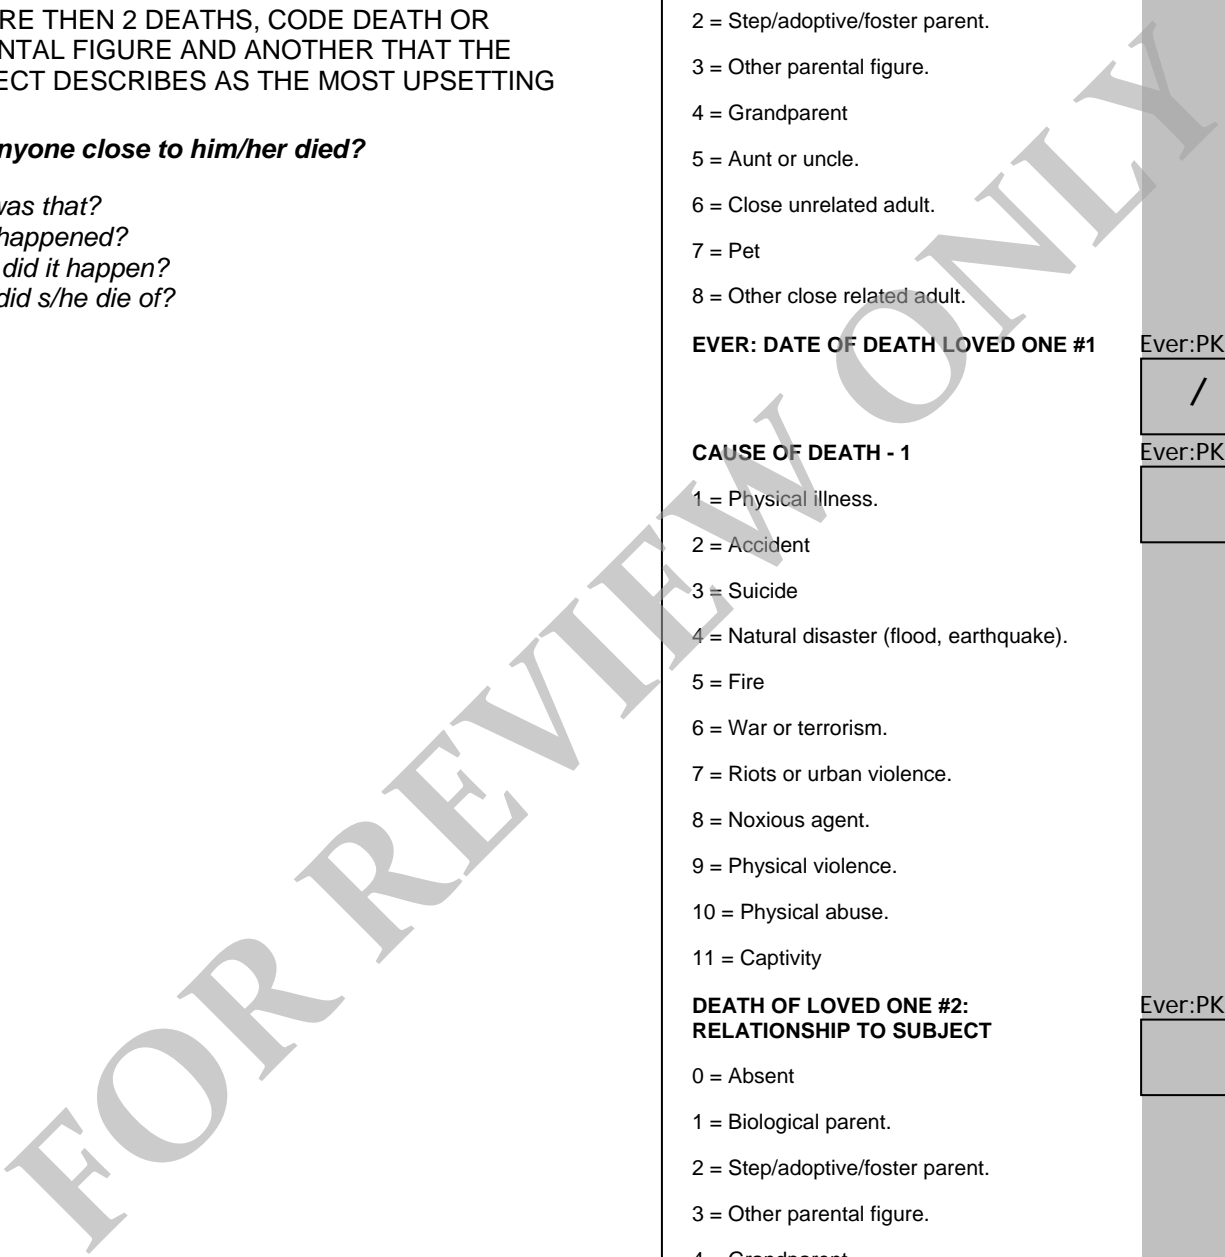 RE THEN 2 DEATHS, CODE DEATH OR
NTAL FIGURE AND ANOTHER THAT THE
ECT DESCRIBES AS THE MOST UPSETTING
nyone close to him/her died?
was that?
happened?
did it happen?
did s/he die of?
2 = Step/adoptive/foster parent.
3 = Other parental figure.
4 = Grandparent
5 = Aunt or uncle.
6 = Close unrelated adult.
7 = Pet
8 = Other close related adult.
EVER: DATE OF DEATH LOVED ONE #1
Ever:PK
/
CAUSE OF DEATH - 1
Ever:PK
1 = Physical illness.
2 = Accident
3 = Suicide
4 = Natural disaster (flood, earthquake).
5 = Fire
6 = War or terrorism.
7 = Riots or urban violence.
8 = Noxious agent.
9 = Physical violence.
10 = Physical abuse.
11 = Captivity
DEATH OF LOVED ONE #2:
RELATIONSHIP TO SUBJECT
Ever:PK
0 = Absent
1 = Biological parent.
2 = Step/adoptive/foster parent.
3 = Other parental figure.
4 = Grandparent
FOR REVIEW ONLY